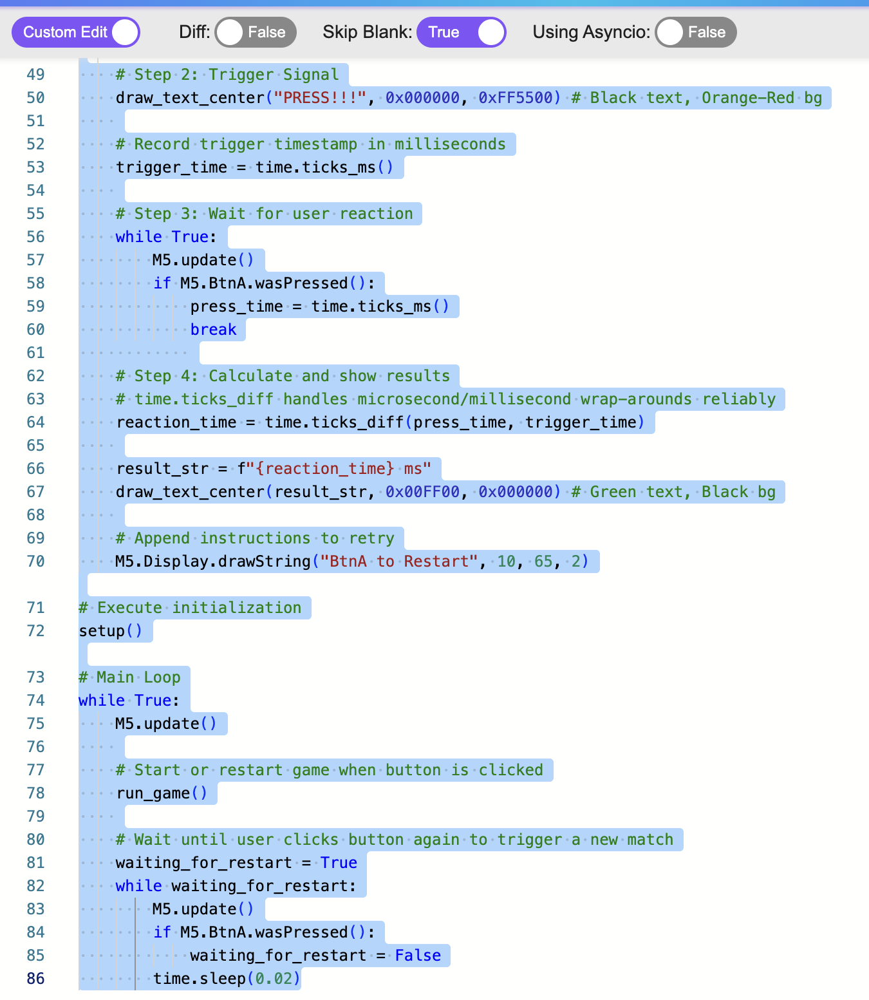 Custom Edit Diff: False Skip Blank: True Using Asyncio: False
49     # Step 2: Trigger Signal
50     draw_text_center("PRESS!!!", 0x000000, 0xFF5500) # Black text, Orange-Red bg
51
52     # Record trigger timestamp in milliseconds
53     trigger_time = time.ticks_ms()
54
55     # Step 3: Wait for user reaction
56     while True:
57         M5.update()
58         if M5.BtnA.wasPressed():
59             press_time = time.ticks_ms()
60             break
61
62     # Step 4: Calculate and show results
63     # time.ticks_diff handles microsecond/millisecond wrap-arounds reliably
64     reaction_time = time.ticks_diff(press_time, trigger_time)
65
66     result_str = f"{reaction_time} ms"
67     draw_text_center(result_str, 0x00FF00, 0x000000) # Green text, Black bg
68
69     # Append instructions to retry
70     M5.Display.drawString("BtnA to Restart", 10, 65, 2)
71 # Execute initialization
72 setup()
73 # Main Loop
74 while True:
75     M5.update()
76
77     # Start or restart game when button is clicked
78     run_game()
79
80     # Wait until user clicks button again to trigger a new match
81     waiting_for_restart = True
82     while waiting_for_restart:
83         M5.update()
84         if M5.BtnA.wasPressed():
85             waiting_for_restart = False
86         time.sleep(0.02)